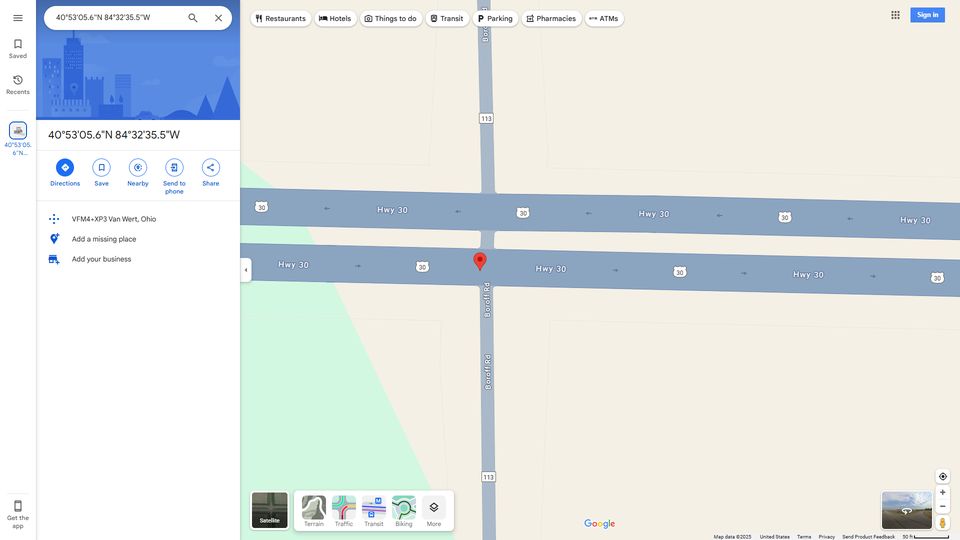 40°53'05.6"N 84°32'35.5"W
Restaurants
Hotels
Things to do
Transit
Parking
Pharmacies
ATMs
Sign in
Saved
Recents
40°53'05.
6"N...
40°53'05.6"N 84°32'35.5"W
Directions
Save
Nearby
Send to
phone
Share
VFM4+XP3 Van Wert, Ohio
Add a missing place
Add your business
113
30
Hwy 30
30
Hwy 30
30
Hwy 30
Hwy 30
30
Hwy 30
30
Hwy 30
30
Boroff Rd
Boroff Rd
113
Get the
app
Satellite
Terrain
Traffic
Transit
Biking
More
Google
Map data ©2025
United States
Terms
Privacy
Send Product Feedback
50 ft